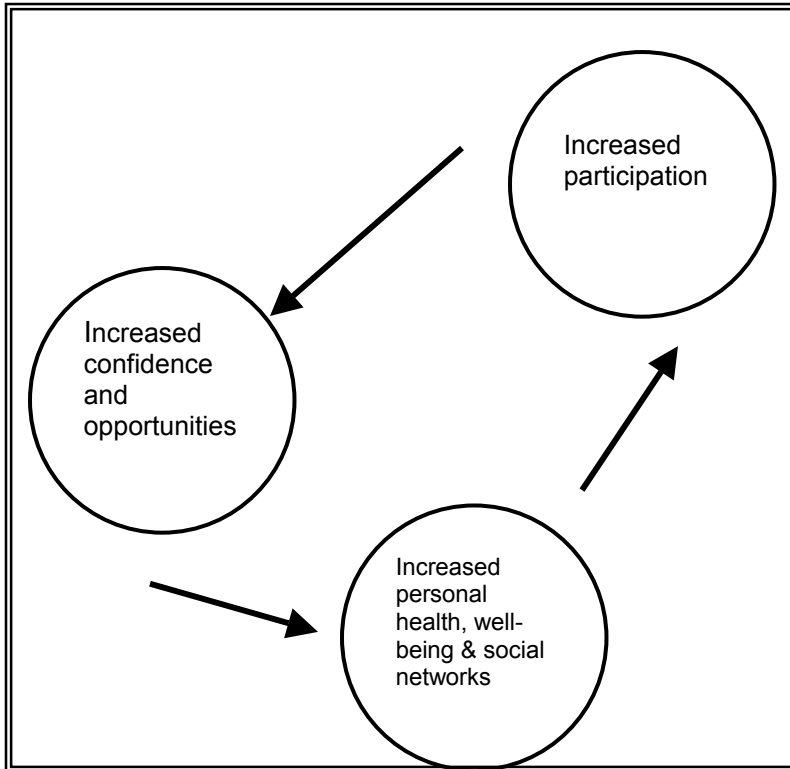 Increased
participation
Increased
confidence
and
opportunities
Increased
personal
health, well-
being & social
networks